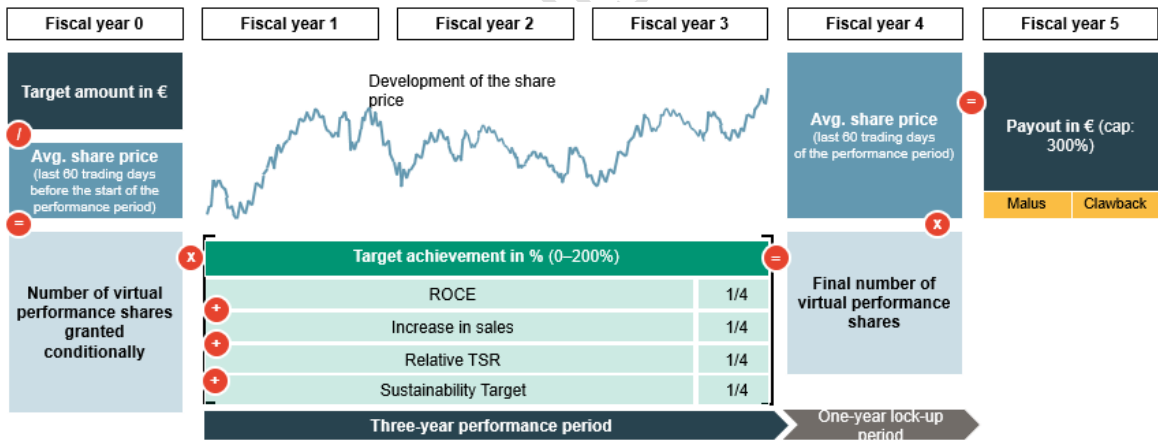 Fiscal year 0
Fiscal year 1
Fiscal year 2
Fiscal year 3
Fiscal year 4
Fiscal year 5
Target amount in €
/
Avg. share price
(last 60 trading days
before the start of the
performance period)
=
Number of virtual
performance shares
granted
conditionally
x
Development of the share
price
Target achievement in % (0–200%)
ROCE
1/4
+
Increase in sales
1/4
+
Relative TSR
1/4
+
Sustainability Target
1/4
Three-year performance period
=
Avg. share price
(last 60 trading days
of the performance period)
x
Final number of
virtual performance
shares
One-year lock-up
period
=
Payout in € (cap:
300%)
Malus
Clawback